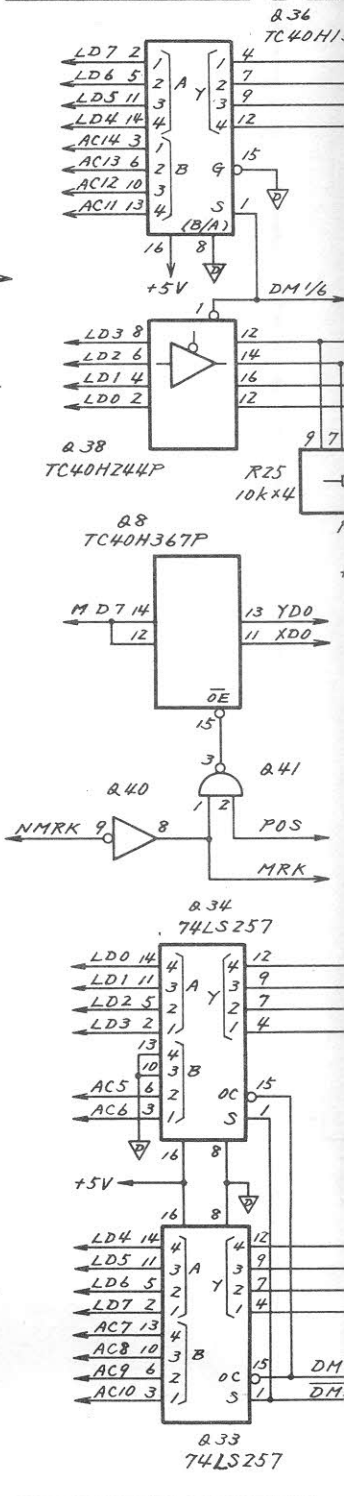 Q36
TC40H1
LD7 2 1 A Y 1 4
LD6 5 2 2 7
LD5 11 3 3 9
LD4 14 4 4 12
AC14 3 1 B
AC13 6 2 G 15
AC12 10 3 D
AC11 13 4 S 1
(B/A)
16 8
+5V D
1 DM1/6
LD3 8 12
LD2 6 14
LD1 4 16
LD0 2 12
Q38
TC40H244P
9 7
R25
10k×4
Q8
TC40H367P
MD7 14 13 YD0
12 11 XD0
OE
15
3
Q40 Q41
1 2
NMRK 9 8 POS
MRK
Q34
74LS257
LD0 14 4 A Y 4 12
LD1 11 3 3 9
LD2 5 2 2 7
LD3 2 1 1 4
13 4 B
10 3
AC5 6 2 OC 15
AC6 3 1 S 1
D 16 8
+5V D
16 8
LD4 14 4 A Y 4 12
LD5 11 3 3 9
LD6 5 2 2 7
LD7 2 1 1 4
AC7 13 4 B
AC8 10 3
AC9 6 2 OC 15 DM
AC10 3 1 S 1 DM
Q33
74LS257